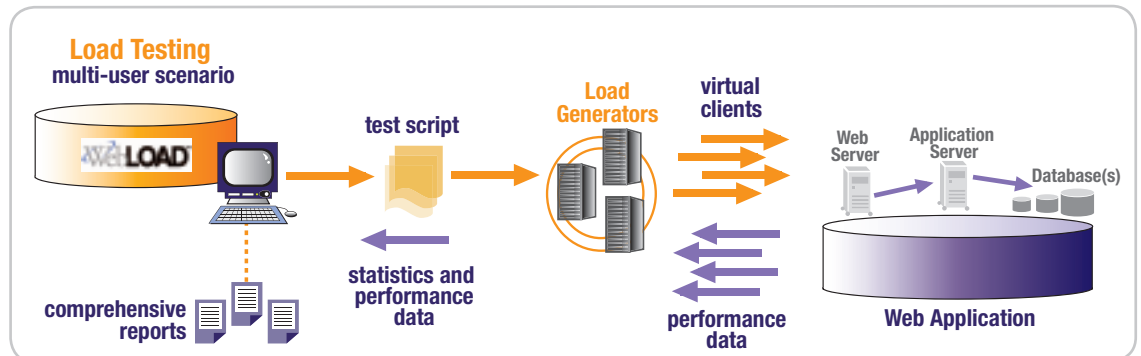 Load Testing
multi-user scenario
WebLOAD
test script
Load
Generators
virtual
clients
Web
Server
Application
Server
Database(s)
statistics and
performance
data
comprehensive
reports
performance
data
Web Application